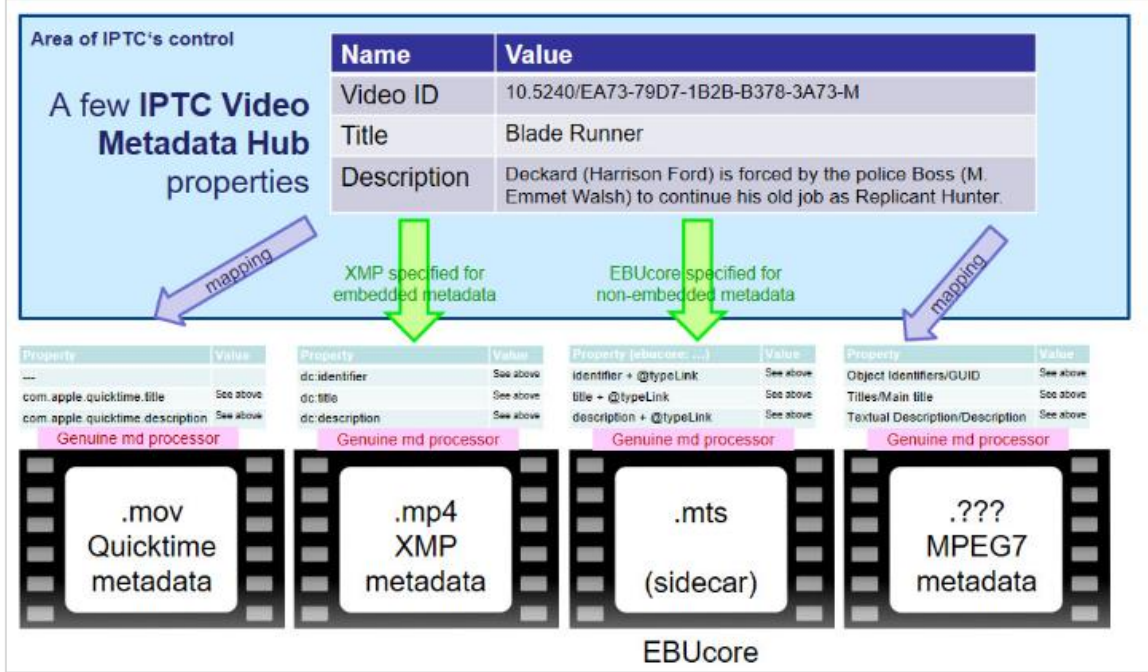 Area of IPTC's control
A few IPTC Video
Metadata Hub
properties
Name Value
Video ID 10.5240/EA73-79D7-1B2B-B378-3A73-M
Title Blade Runner
Description Deckard (Harrison Ford) is forced by the police Boss (M.
Emmet Walsh) to continue his old job as Replicant Hunter.
mapping
XMP specified for
embedded metadata
EBUcore specified for
non-embedded metadata
mapping
Property Value
---
com.apple.quicktime.title See above
com.apple.quicktime.description See above
Genuine md processor
.mov
Quicktime
metadata
Property Value
dc:identifier See above
dc:title See above
dc:description See above
Genuine md processor
.mp4
XMP
metadata
Property (ebucore: ...) Value
identifier + @typeLink See above
title + @typeLink See above
description + @typeLink See above
Genuine md processor
.mts
(sidecar)
EBUcore
Property Value
Object Identifiers/GUID See above
Titles/Main title See above
Textual Description/Description See above
Genuine md processor
.???
MPEG7
metadata